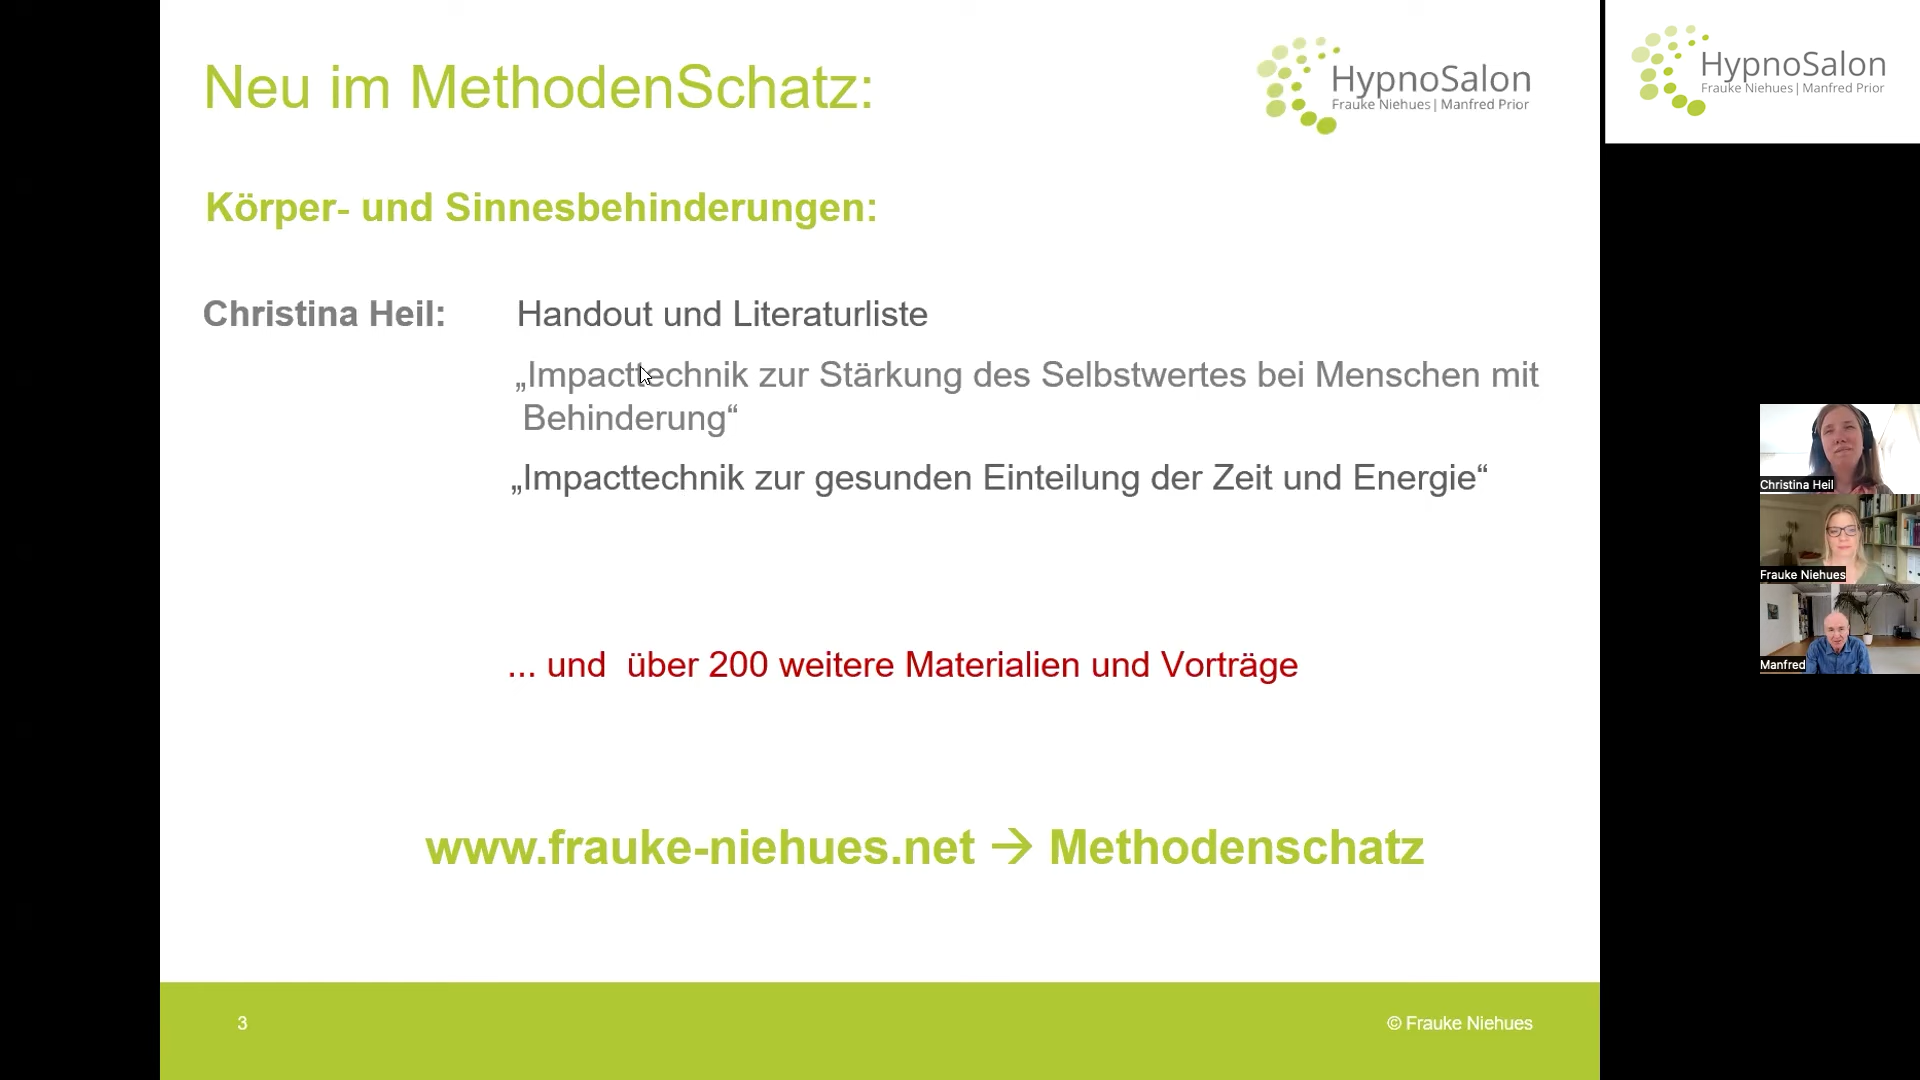 Neu im MethodenSchatz:
HypnoSalon
Frauke Niehues | Manfred Prior
HypnoSalon
Frauke Niehues | Manfred Prior
Körper- und Sinnesbehinderungen:
Christina Heil: Handout und Literaturliste
„Impacttechnik zur Stärkung des Selbstwertes bei Menschen mit
Behinderung“
„Impacttechnik zur gesunden Einteilung der Zeit und Energie“
... und über 200 weitere Materialien und Vorträge
www.frauke-niehues.net → Methodenschatz
3
© Frauke Niehues
Christina Heil
Frauke Niehues
Manfred